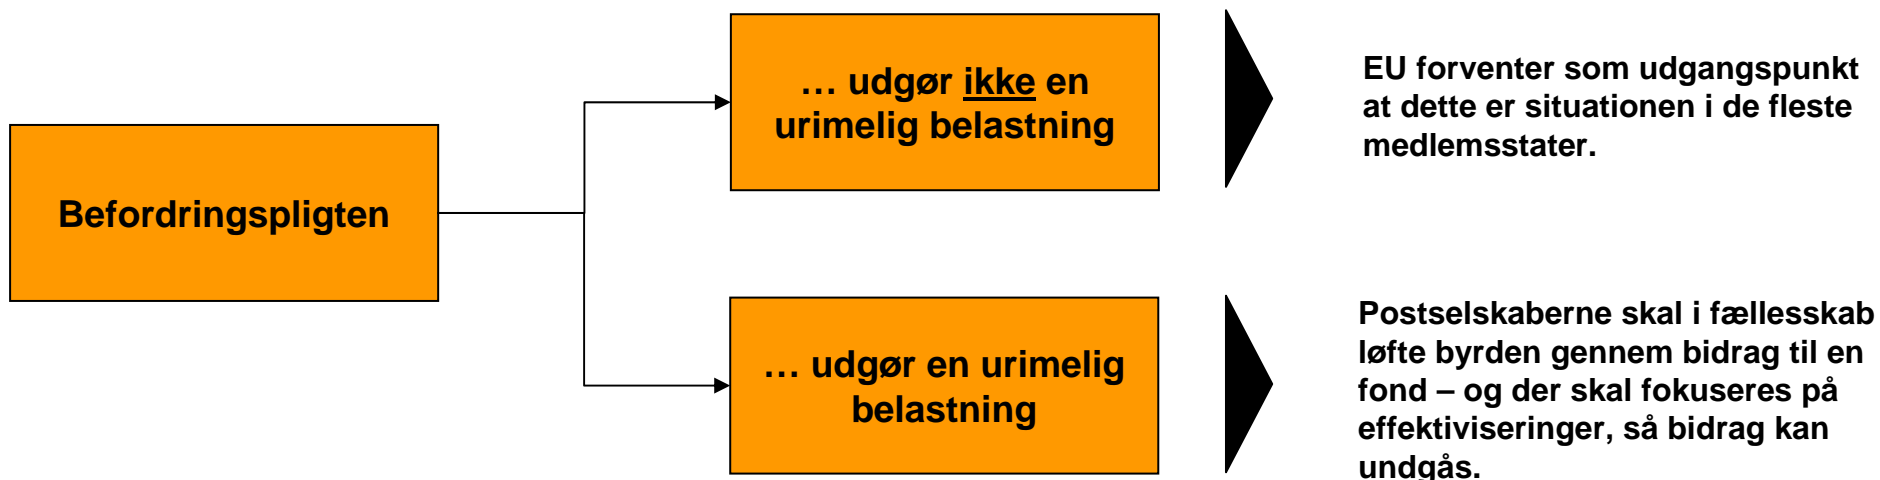 Befordringspligten
… udgør ikke en
urimelig belastning
EU forventer som udgangspunkt
at dette er situationen i de fleste
medlemsstater.
… udgør en urimelig
belastning
Postselskaberne skal i fællesskab
løfte byrden gennem bidrag til en
fond – og der skal fokuseres på
effektiviseringer, så bidrag kan
undgås.